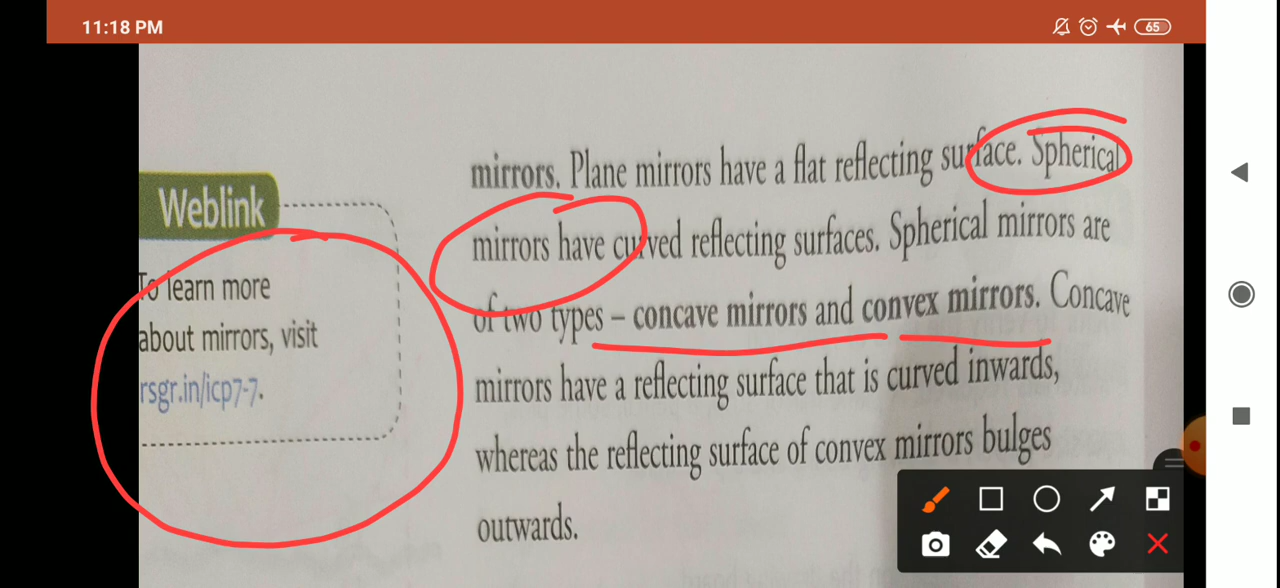 11:18 PM
65
Weblink
To learn more
about mirrors, visit
rsgr.in/icp7-7.
mirrors. Plane mirrors have a flat reflecting surface. Spherical
mirrors have curved reflecting surfaces. Spherical mirrors are
of two types – concave mirrors and convex mirrors. Concave
mirrors have a reflecting surface that is curved inwards,
whereas the reflecting surface of convex mirrors bulges
outwards.